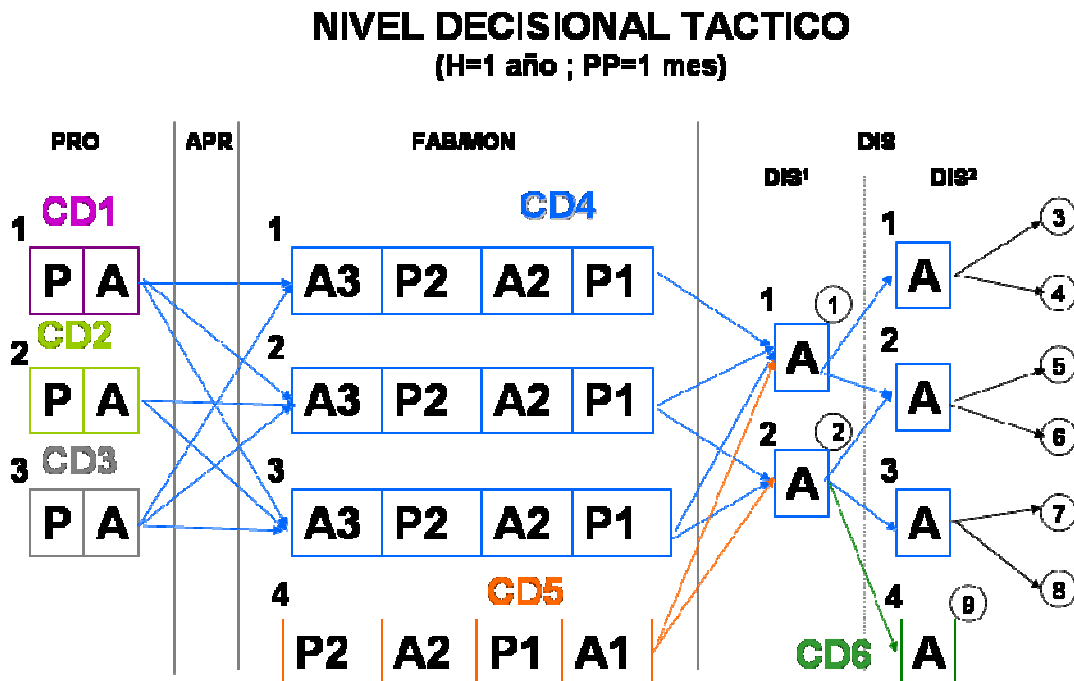 NIVEL DECISIONAL TACTICO
(H=1 año ; PP=1 mes)
PRO APR FAB/MON DIS
DIS¹ DIS²
CD1 CD4
1 1 1 3
P A A3 P2 A2 P1 A 4
1 1
CD2 A
2 2 2 5
P A A3 P2 A2 P1 A 6
2 2
CD3 A
3 3 3 7
P A A3 P2 A2 P1 A 8
CD5
4 4 9
P2 A2 P1 A1 CD6 A